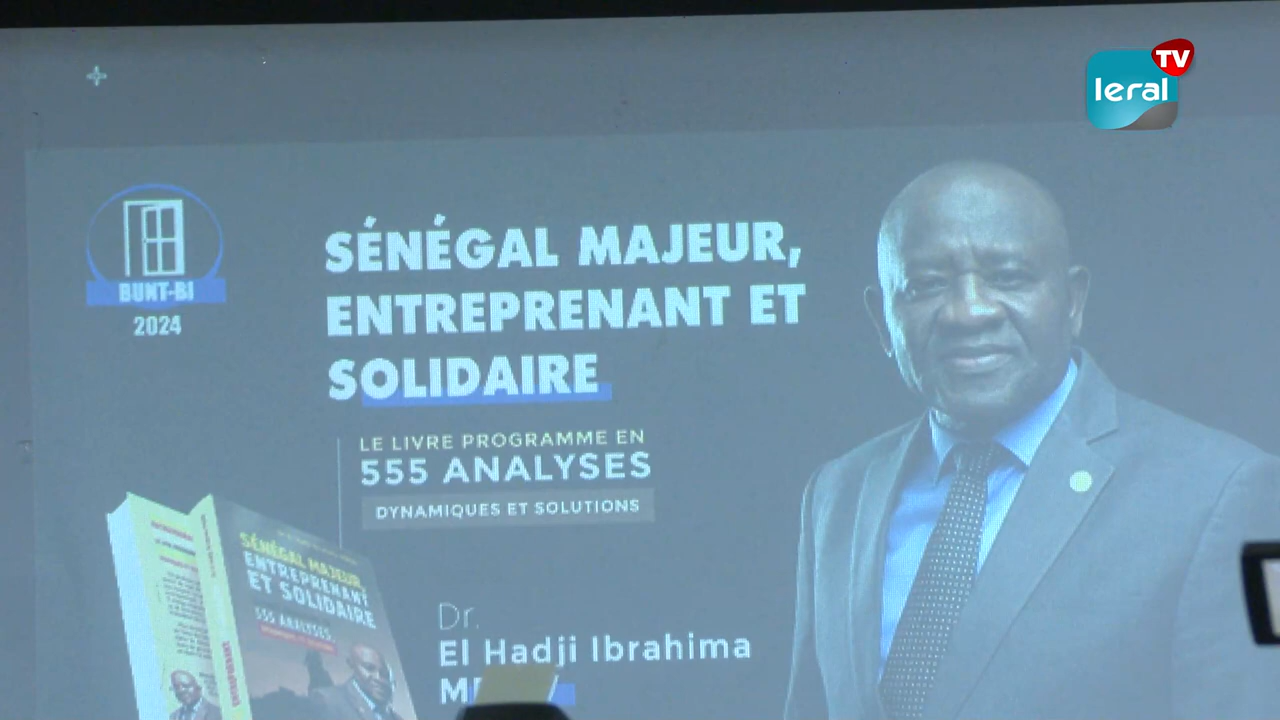 leral TV
BUNT-BI
2024
SÉNÉGAL MAJEUR,
ENTREPRENANT ET
SOLIDAIRE
LE LIVRE PROGRAMME EN
555 ANALYSES
DYNAMIQUES ET SOLUTIONS
SÉNÉGAL MAJEUR,
ENTREPRENANT
ET SOLIDAIRE
555 ANALYSES
Dr.
El Hadji Ibrahima